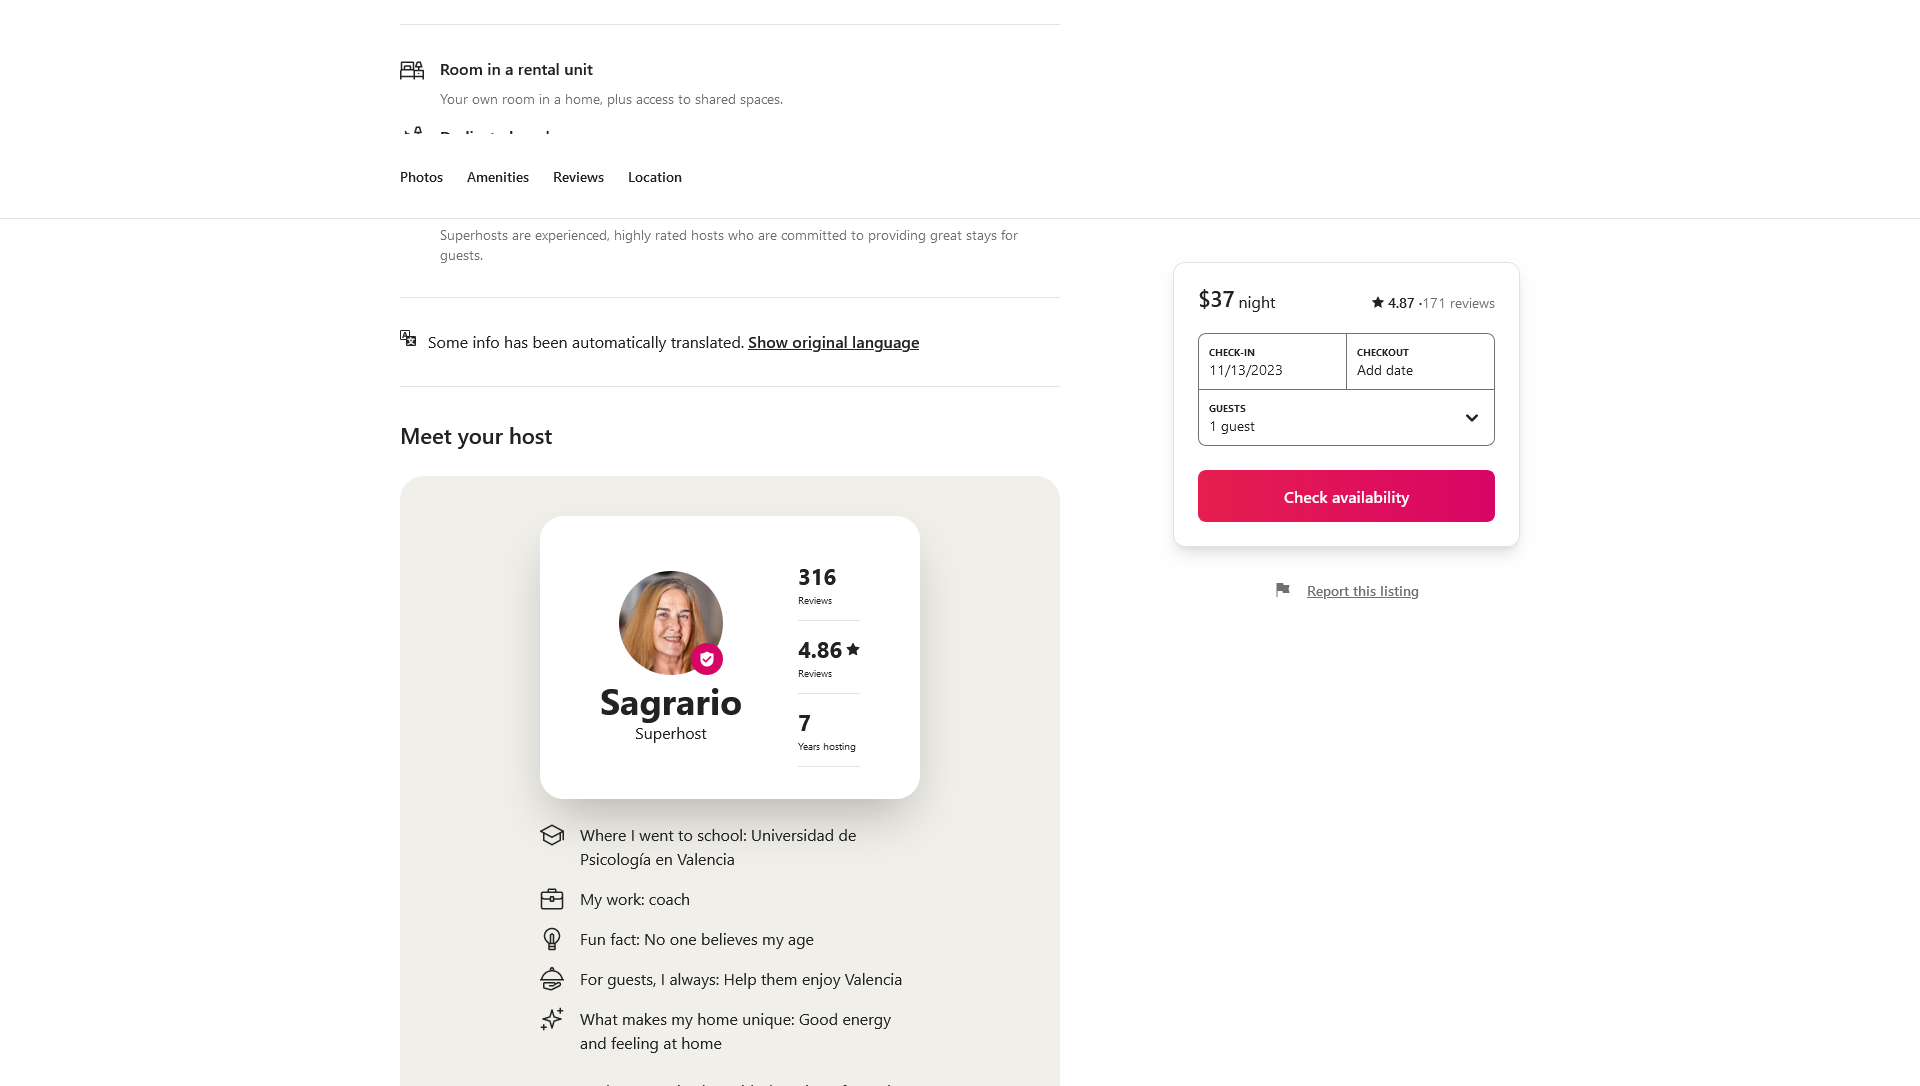 Room in a rental unit
Your own room in a home, plus access to shared spaces.
Photos
Amenities
Reviews
Location
Superhosts are experienced, highly rated hosts who are committed to providing great stays for
guests.
Some info has been automatically translated. Show original language
Meet your host
316
Reviews
4.86
Reviews
7
Years hosting
Sagrario
Superhost
Where I went to school: Universidad de
Psicología en Valencia
My work: coach
Fun fact: No one believes my age
For guests, I always: Help them enjoy Valencia
What makes my home unique: Good energy
and feeling at home
$37 night
4.87 ·171 reviews
CHECK-IN
11/13/2023
CHECKOUT
Add date
GUESTS
1 guest
Check availability
Report this listing